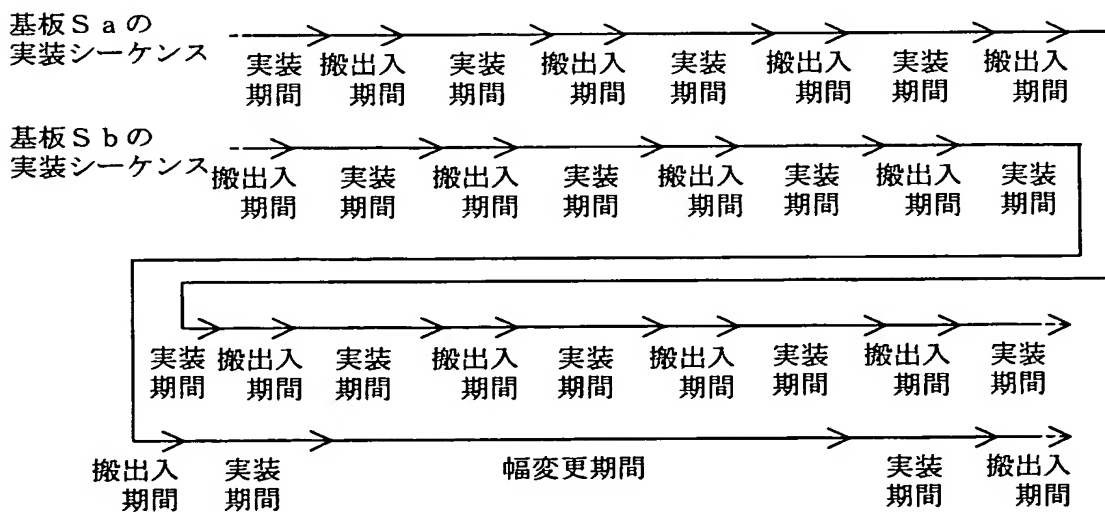 基板Ｓａの
実装シーケンス
実装 搬出入 実装 搬出入 実装 搬出入 実装 搬出入
期間 期間 期間 期間 期間 期間 期間 期間
基板Ｓｂの
実装シーケンス
搬出入 実装 搬出入 実装 搬出入 実装 搬出入 実装
期間 期間 期間 期間 期間 期間 期間 期間
実装 搬出入 実装 搬出入 実装 搬出入 実装 搬出入 実装
期間 期間 期間 期間 期間 期間 期間 期間 期間
搬出入 実装 幅変更期間 実装 搬出入
期間 期間 期間 期間